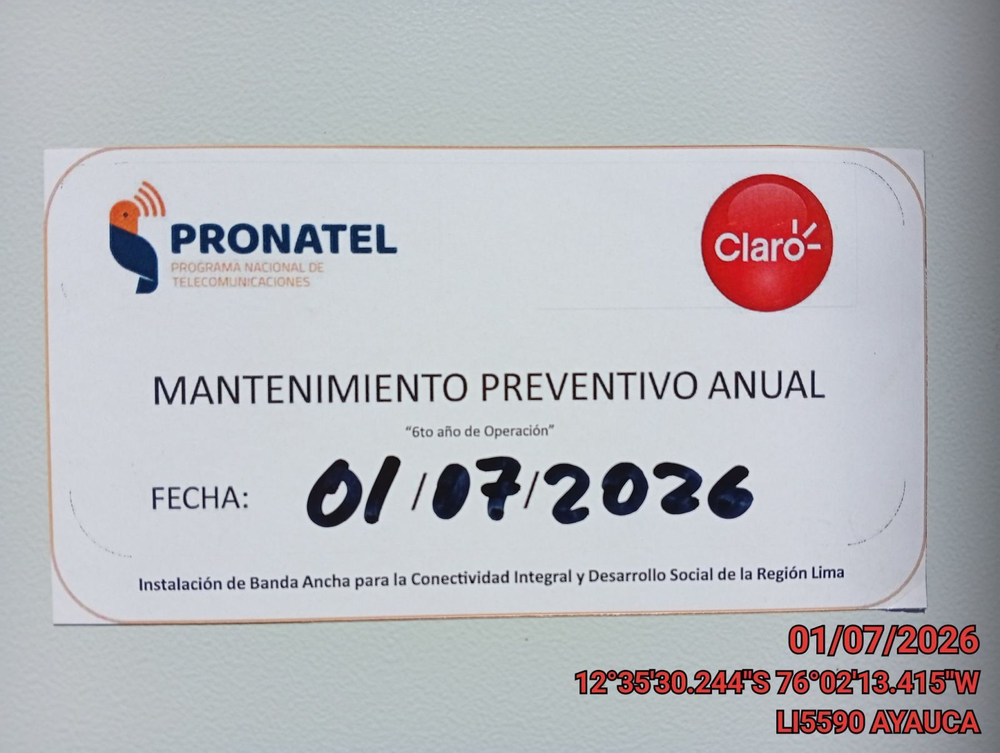 PRONATEL
PROGRAMA NACIONAL DE
TELECOMUNICACIONES
Claro
MANTENIMIENTO PREVENTIVO ANUAL
“6to año de Operación”
FECHA: 01/07/2026
Instalación de Banda Ancha para la Conectividad Integral y Desarrollo Social de la Región Lima
01/07/2026
12°35'30.244"S 76°02'13.415"W
LI5590 AYAUCA